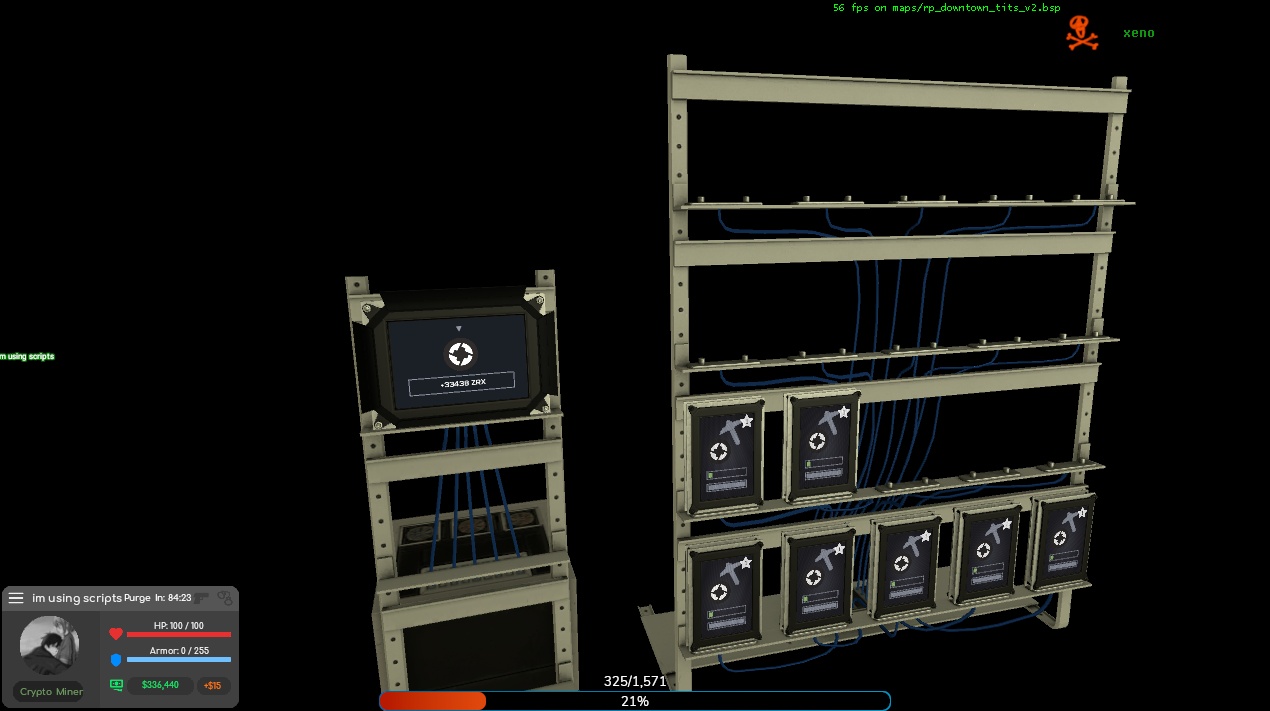 56 fps on maps/rp_downtown_tits_v2.bsp
xeno
+33438 ZRX
m using scripts
im using scripts Purge In: 84:23
HP: 100 / 100
Armor: 0 / 255
Crypto Miner
$336,440
+$15
325/1,571
21%